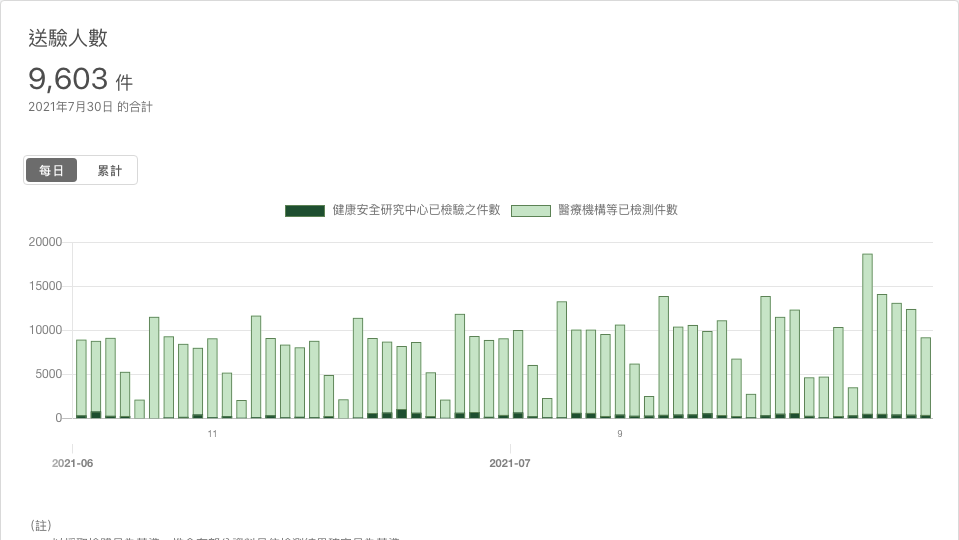 送驗人數
9,603 件
2021年7月30日 的合計
每日 累計
健康安全研究中心已檢驗之件數 醫療機構等已檢測件數
20000
15000
10000
5000
0
11 9
2021-06 2021-07
(註)